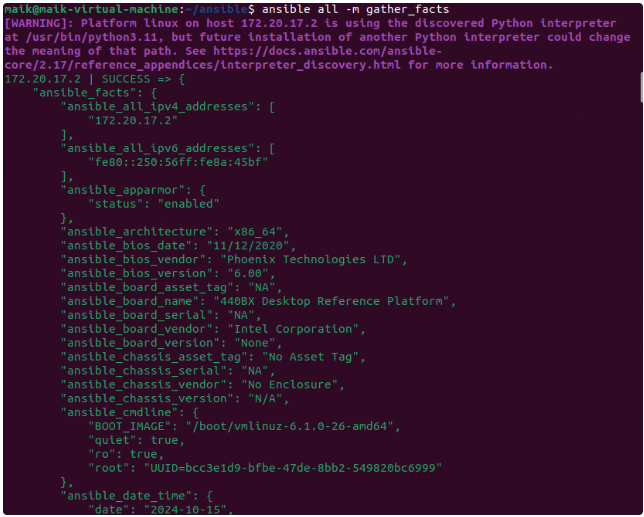 maik@maik-virtual-machine:~/ansible$ ansible all -m gather_facts
[WARNING]: Platform linux on host 172.20.17.2 is using the discovered Python interpreter
at /usr/bin/python3.11, but future installation of another Python interpreter could change
the meaning of that path. See https://docs.ansible.com/ansible-
core/2.17/reference_appendices/interpreter_discovery.html for more information.
172.20.17.2 | SUCCESS => {
    "ansible_facts": {
        "ansible_all_ipv4_addresses": [
            "172.20.17.2"
        ],
        "ansible_all_ipv6_addresses": [
            "fe80::250:56ff:fe8a:45bf"
        ],
        "ansible_apparmor": {
            "status": "enabled"
        },
        "ansible_architecture": "x86_64",
        "ansible_bios_date": "11/12/2020",
        "ansible_bios_vendor": "Phoenix Technologies LTD",
        "ansible_bios_version": "6.00",
        "ansible_board_asset_tag": "NA",
        "ansible_board_name": "440BX Desktop Reference Platform",
        "ansible_board_serial": "NA",
        "ansible_board_vendor": "Intel Corporation",
        "ansible_board_version": "None",
        "ansible_chassis_asset_tag": "No Asset Tag",
        "ansible_chassis_serial": "NA",
        "ansible_chassis_vendor": "No Enclosure",
        "ansible_chassis_version": "N/A",
        "ansible_cmdline": {
            "BOOT_IMAGE": "/boot/vmlinuz-6.1.0-26-amd64",
            "quiet": true,
            "ro": true,
            "root": "UUID=bcc3e1d9-bfbe-47de-8bb2-549820bc6999"
        },
        "ansible_date_time": {
            "date": "2024-10-15",